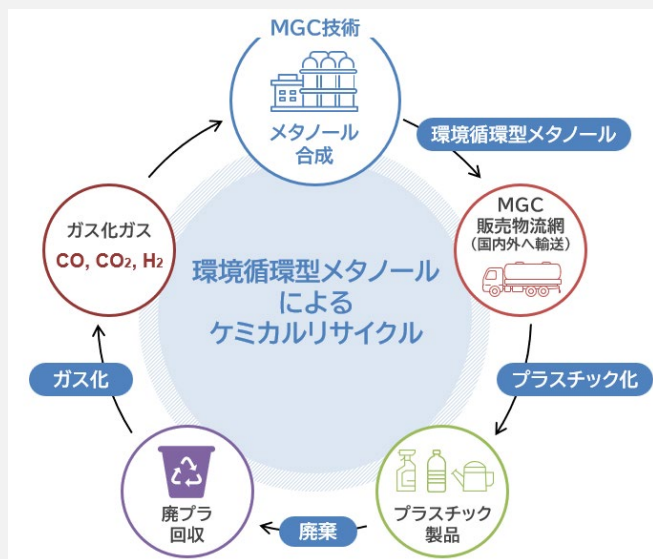 MGC技術
メタノール
合成
環境循環型メタノール
MGC
販売物流網
(国内外へ輸送)
プラスチック化
プラスチック
製品
廃棄
廃プラ
回収
ガス化
ガス化ガス
CO, CO₂, H₂
環境循環型メタノール
による
ケミカルリサイクル